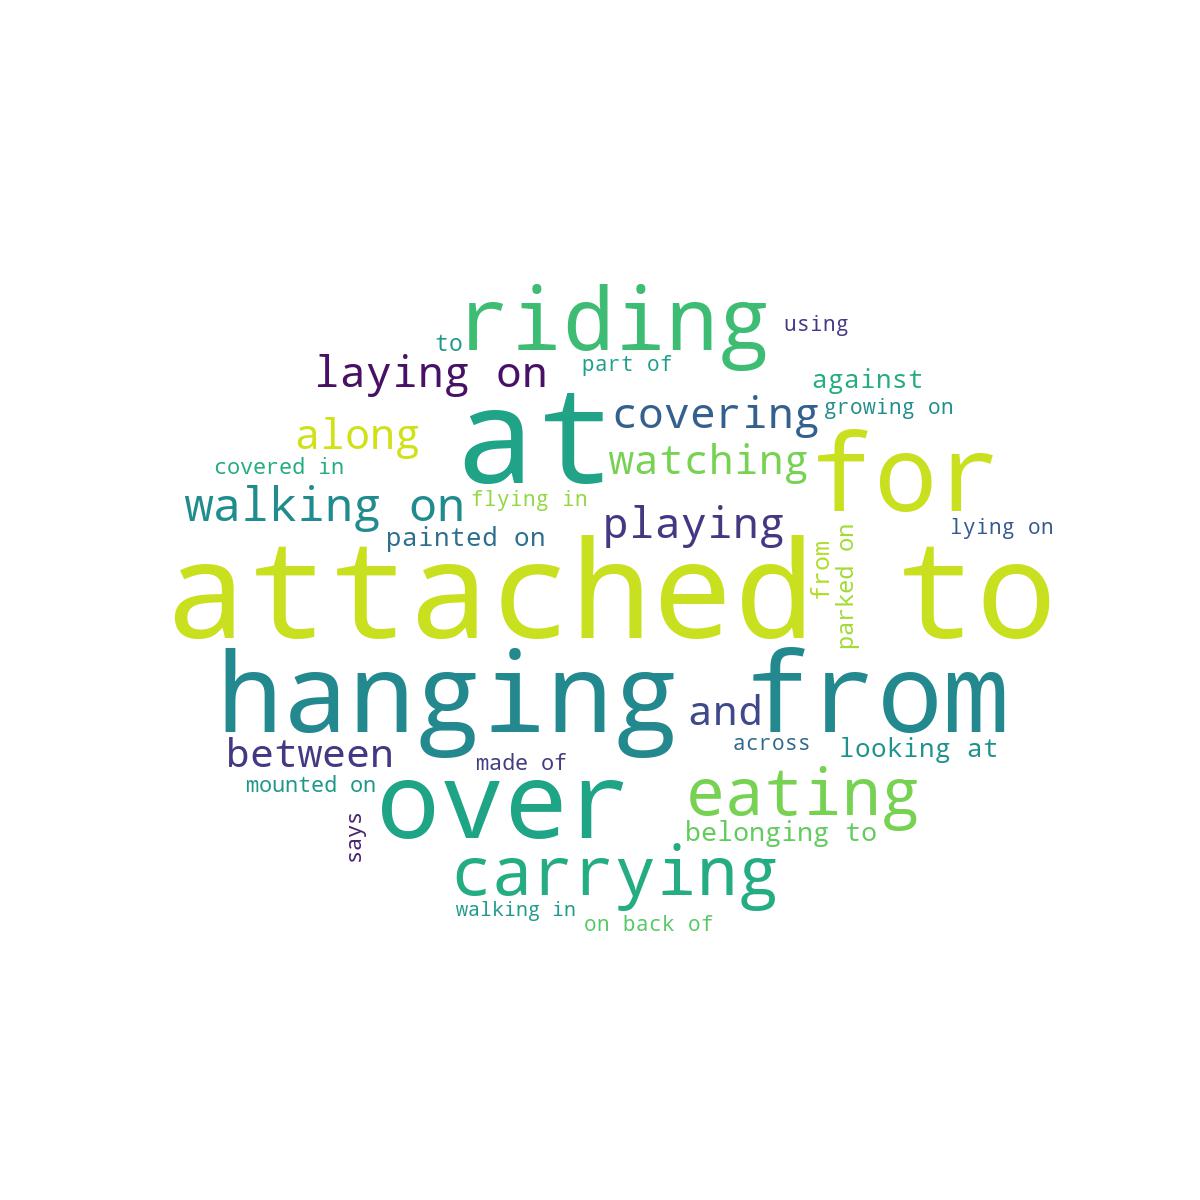 riding
using
to
part of
laying on
against
covering
growing on
at
along
watching
for
covered in
walking on
flying in
playing
lying on
painted on
attached to
from
parked on
hanging from
and
between
across
looking at
made of
mounted on
over
eating
says
belonging to
carrying
walking in
on back of